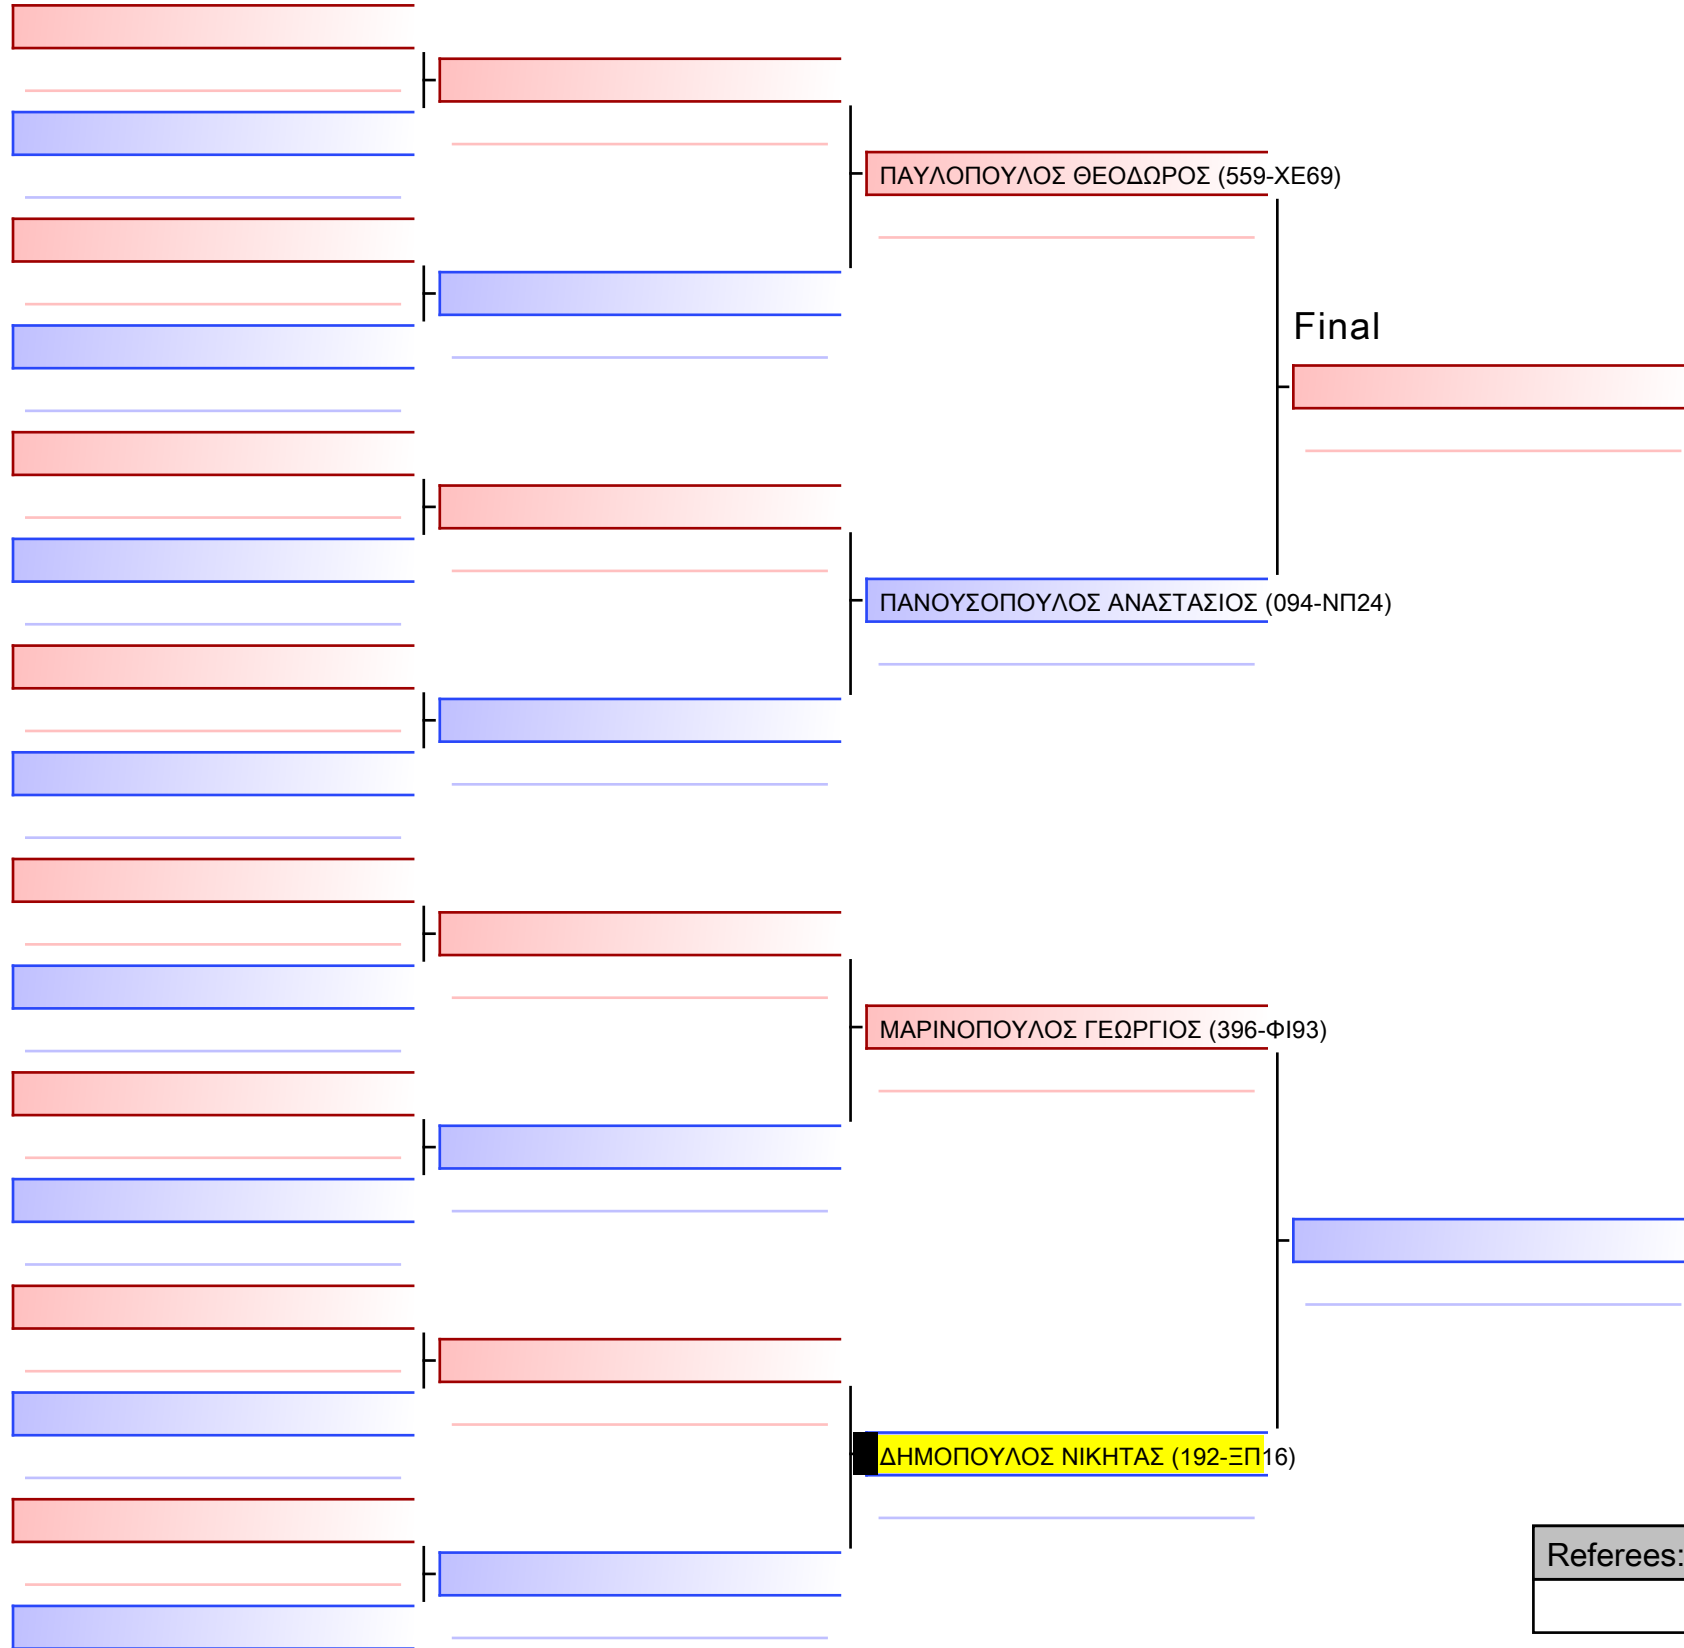 ΠΑΥΛΟΠΟΥΛΟΣ ΘΕΟΔΩΡΟΣ (559-ΧΕ69)
Final
ΠΑΝΟΥΣΟΠΟΥΛΟΣ ΑΝΑΣΤΑΣΙΟΣ (094-ΝΠ24)
ΜΑΡΙΝΟΠΟΥΛΟΣ ΓΕΩΡΓΙΟΣ (396-ΦΙ93)
ΔΗΜΟΠΟΥΛΟΣ ΝΙΚΗΤΑΣ (192-ΞΠ16)
Referees: